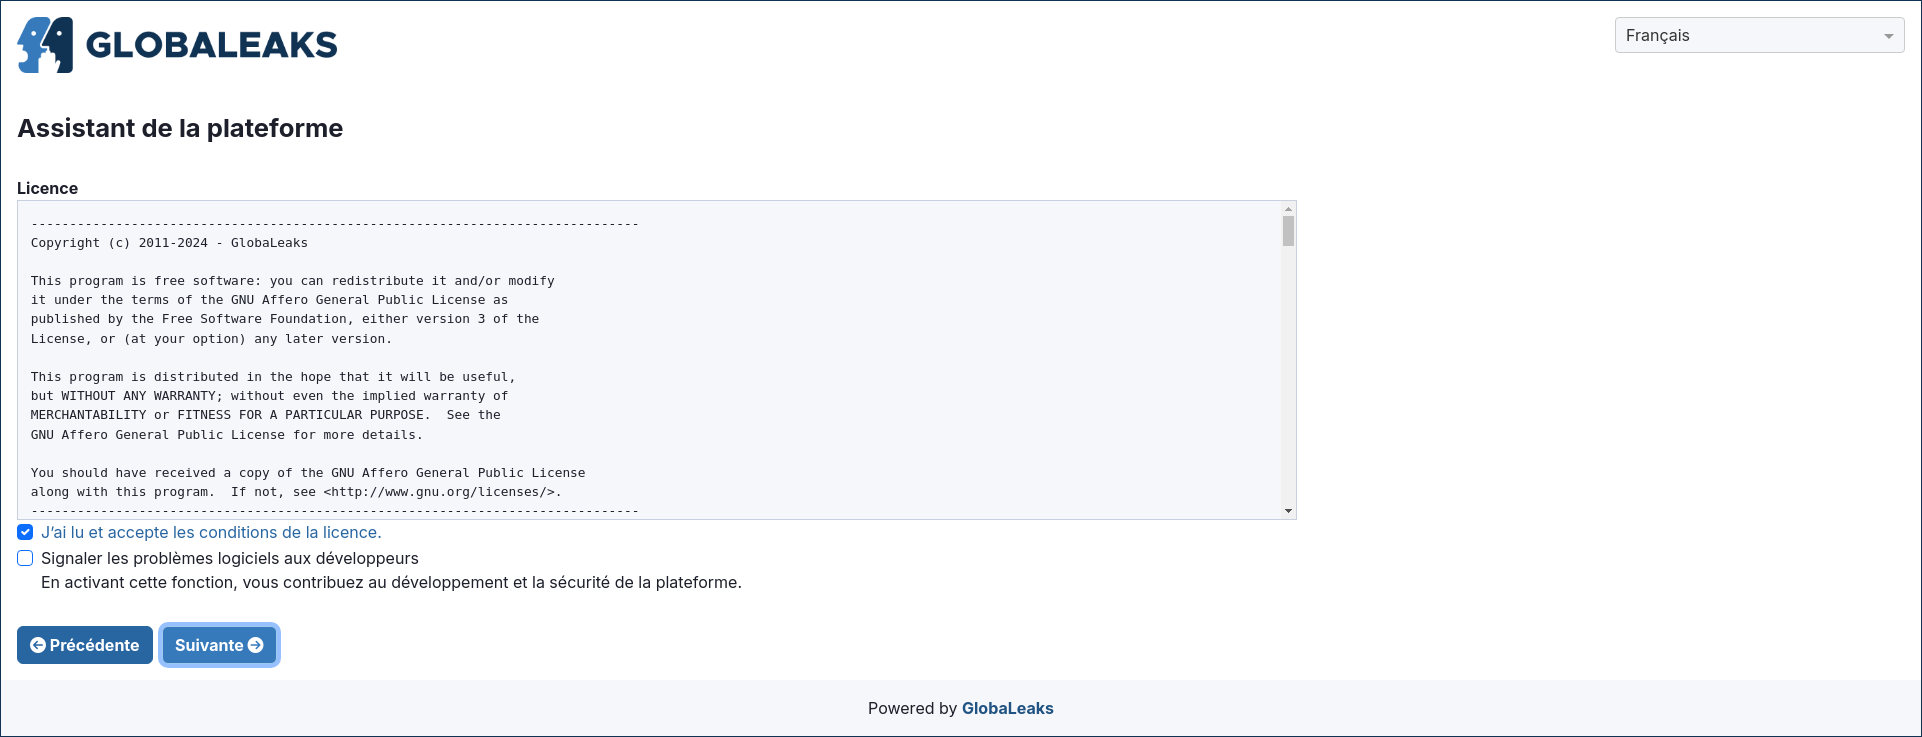 GLOBALEAKS
Français
Assistant de la plateforme
Licence
-------------------------------------------------------------------------------
Copyright (c) 2011-2024 - GlobaLeaks
This program is free software: you can redistribute it and/or modify
it under the terms of the GNU Affero General Public License as
published by the Free Software Foundation, either version 3 of the
License, or (at your option) any later version.
This program is distributed in the hope that it will be useful,
but WITHOUT ANY WARRANTY; without even the implied warranty of
MERCHANTABILITY or FITNESS FOR A PARTICULAR PURPOSE.  See the
GNU Affero General Public License for more details.
You should have received a copy of the GNU Affero General Public License
along with this program.  If not, see <http://www.gnu.org/licenses/>.
-------------------------------------------------------------------------------
J’ai lu et accepte les conditions de la licence.
Signaler les problèmes logiciels aux développeurs
En activant cette fonction, vous contribuez au développement et la sécurité de la plateforme.
Précédente
Suivante
Powered by GlobaLeaks